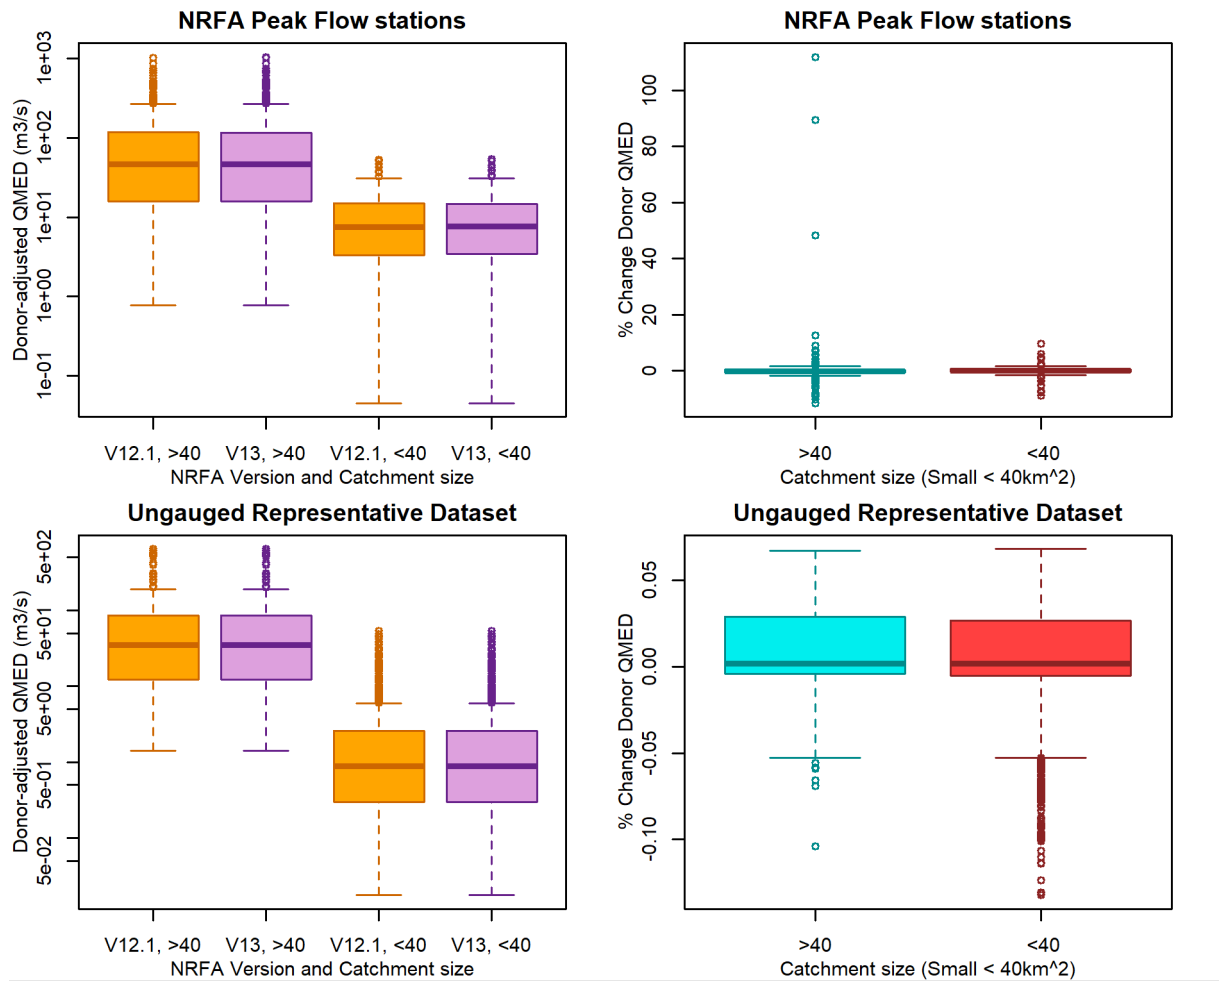 NRFA Peak Flow stations
Donor-adjusted QMED (m3/s)
1e+03
1e+02
1e+01
1e+00
1e-01
V12.1, >40
V13, >40
V12.1, <40
V13, <40
NRFA Version and Catchment size
NRFA Peak Flow stations
% Change Donor QMED
100
80
60
40
20
0
>40
<40
Catchment size (Small < 40km^2)
Ungauged Representative Dataset
Donor-adjusted QMED (m3/s)
5e+02
5e+01
5e+00
5e-01
5e-02
V12.1, >40
V13, >40
V12.1, <40
V13, <40
NRFA Version and Catchment size
Ungauged Representative Dataset
% Change Donor QMED
0.05
0.00
-0.05
-0.10
>40
<40
Catchment size (Small < 40km^2)